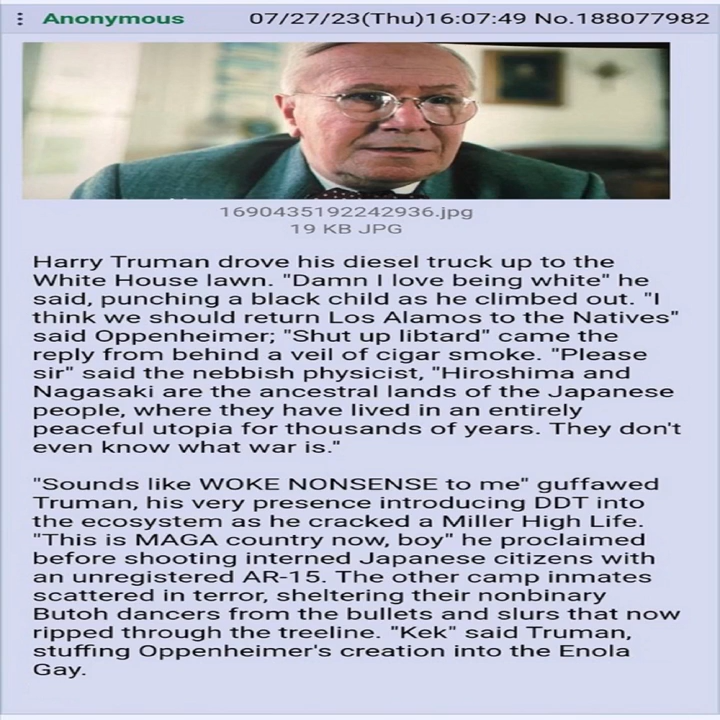 Anonymous 07/27/23(Thu)16:07:49 No.188077982
1690435192242936.jpg
19 KB JPG
Harry Truman drove his diesel truck up to the
White House lawn. "Damn I love being white" he
said, punching a black child as he climbed out. "I
think we should return Los Alamos to the Natives"
said Oppenheimer; "Shut up libtard" came the
reply from behind a veil of cigar smoke. "Please
sir" said the nebbish physicist, "Hiroshima and
Nagasaki are the ancestral lands of the Japanese
people, where they have lived in an entirely
peaceful utopia for thousands of years. They don't
even know what war is."
"Sounds like WOKE NONSENSE to me" guffawed
Truman, his very presence introducing DDT into
the ecosystem as he cracked a Miller High Life.
"This is MAGA country now, boy" he proclaimed
before shooting interned Japanese citizens with
an unregistered AR-15. The other camp inmates
scattered in terror, sheltering their nonbinary
Butoh dancers from the bullets and slurs that now
ripped through the treeline. "Kek" said Truman,
stuffing Oppenheimer's creation into the Enola
Gay.